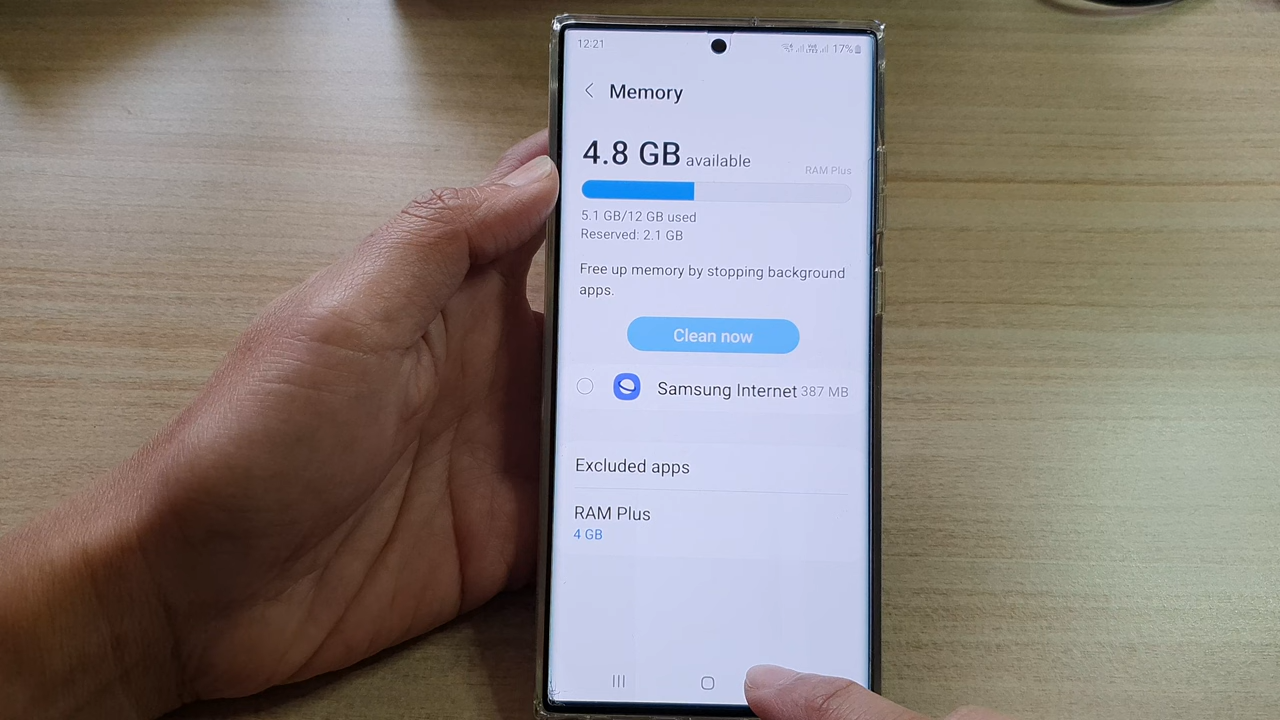 12:21
17%
Memory
4.8 GB available
RAM Plus
5.1 GB/12 GB used
Reserved: 2.1 GB
Free up memory by stopping background
apps.
Clean now
Samsung Internet 387 MB
Excluded apps
RAM Plus
4 GB